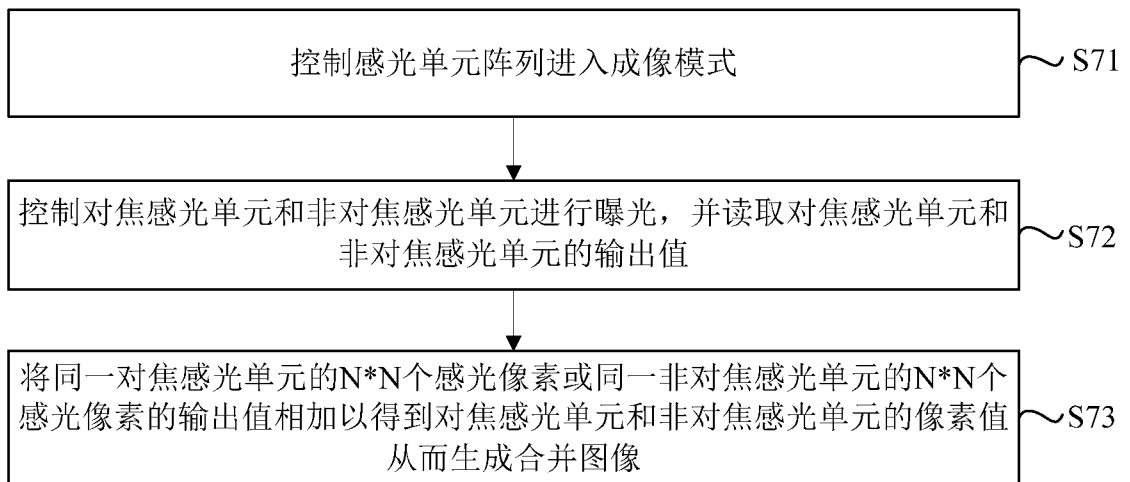 控制感光单元阵列进入成像模式
S71
控制对焦感光单元和非对焦感光单元进行曝光，并读取对焦感光单元和
非对焦感光单元的输出值
S72
将同一对焦感光单元的N*N个感光像素或同一非对焦感光单元的N*N个
感光像素的输出值相加以得到对焦感光单元和非对焦感光单元的像素值
从而生成合并图像
S73